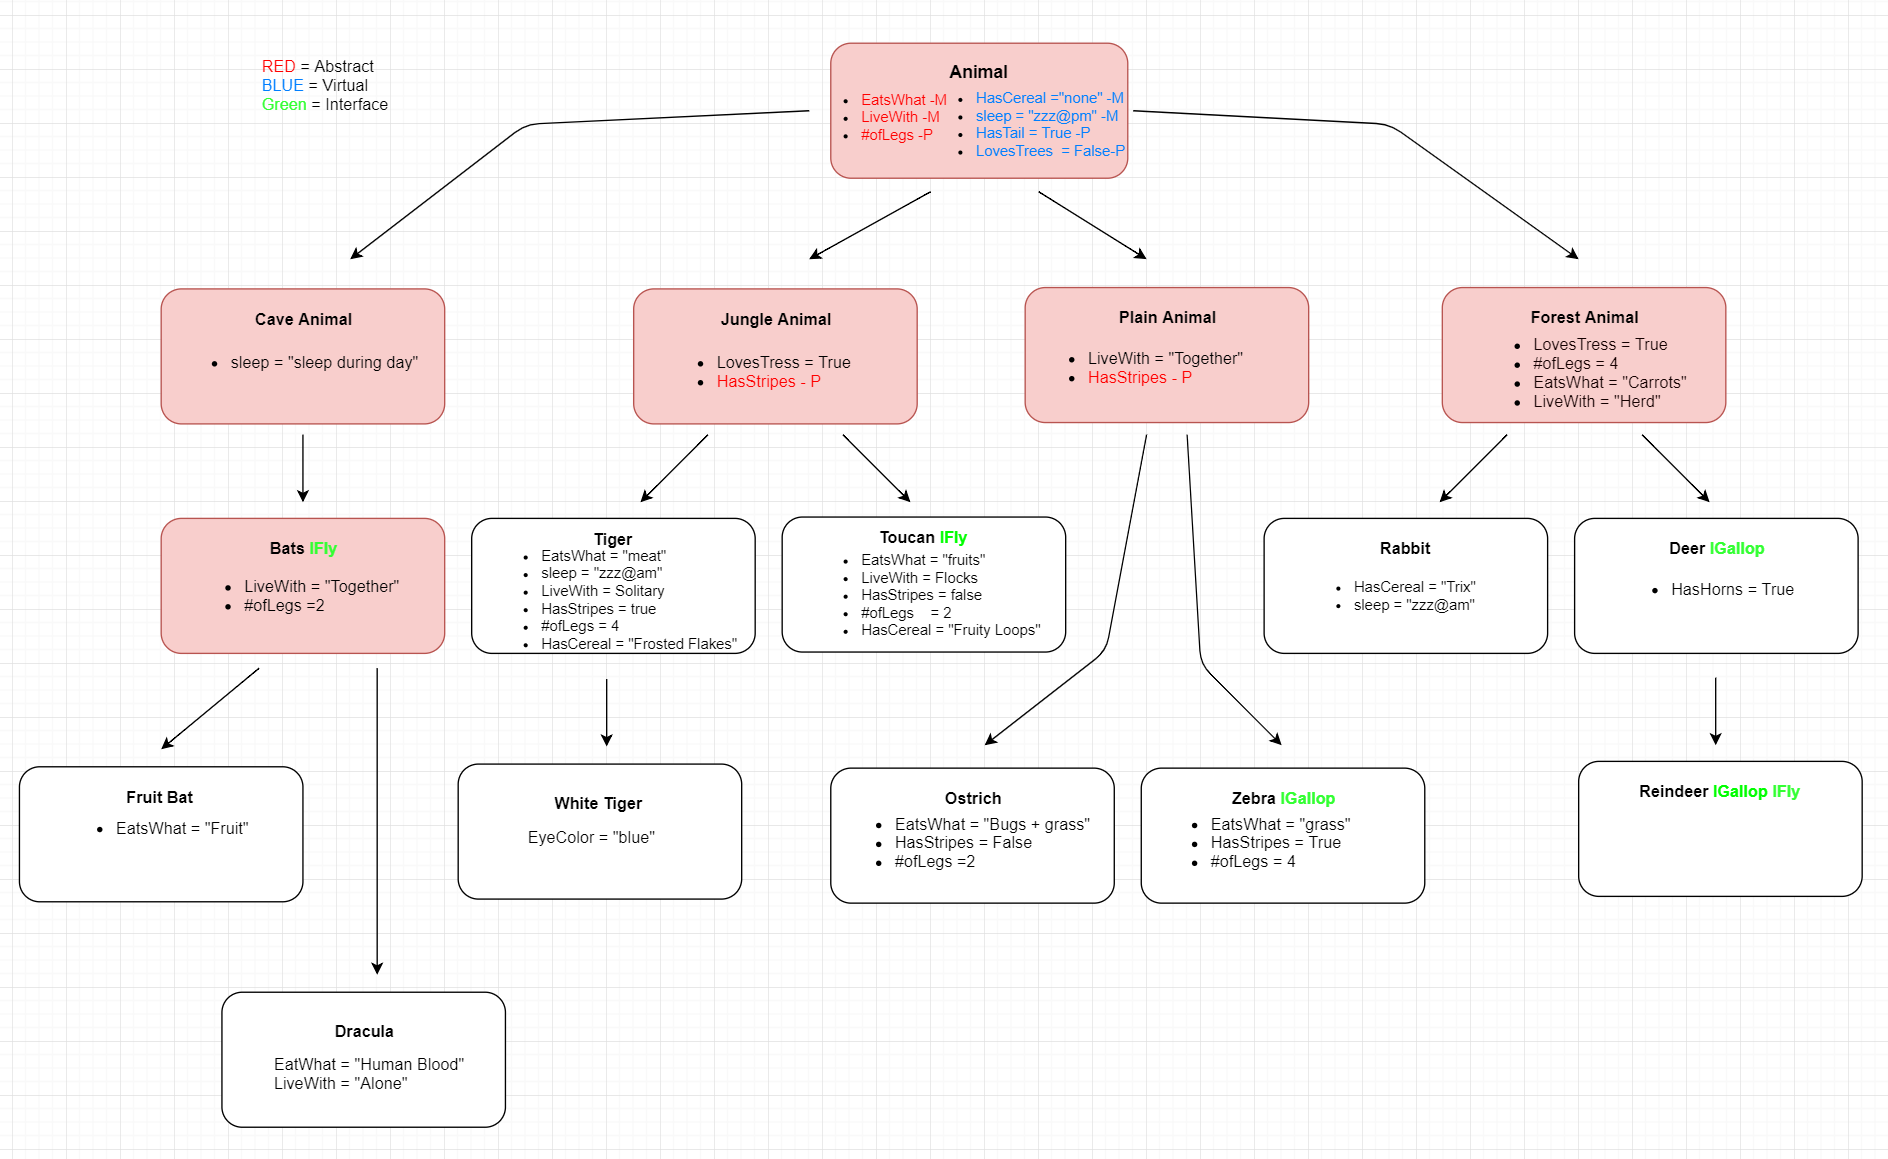 RED = Abstract
BLUE = Virtual
Green = Interface
Animal
EatsWhat -M
LiveWith -M
#ofLegs -P
HasCereal ="none" -M
sleep = "zzz@pm" -M
HasTail = True -P
LovesTrees = False-P
Cave Animal
sleep = "sleep during day"
Jungle Animal
LovesTress = True
HasStripes - P
Plain Animal
LiveWith = "Together"
HasStripes - P
Forest Animal
LovesTress = True
#ofLegs = 4
EatsWhat = "Carrots"
LiveWith = "Herd"
Bats IFly
LiveWith = "Together"
#ofLegs =2
Tiger
EatsWhat = "meat"
sleep = "zzz@am"
LiveWith = Solitary
HasStripes = true
#ofLegs = 4
HasCereal = "Frosted Flakes"
Toucan IFly
EatsWhat = "fruits"
LiveWith = Flocks
HasStripes = false
#ofLegs = 2
HasCereal = "Fruity Loops"
Rabbit
HasCereal = "Trix"
sleep = "zzz@am"
Deer IGallop
HasHorns = True
Fruit Bat
EatsWhat = "Fruit"
White Tiger
EyeColor = "blue"
Ostrich
EatsWhat = "Bugs + grass"
HasStripes = False
#ofLegs =2
Zebra IGallop
EatsWhat = "grass"
HasStripes = True
#ofLegs = 4
Reindeer IGallop IFly
Dracula
EatWhat = "Human Blood"
LiveWith = "Alone"